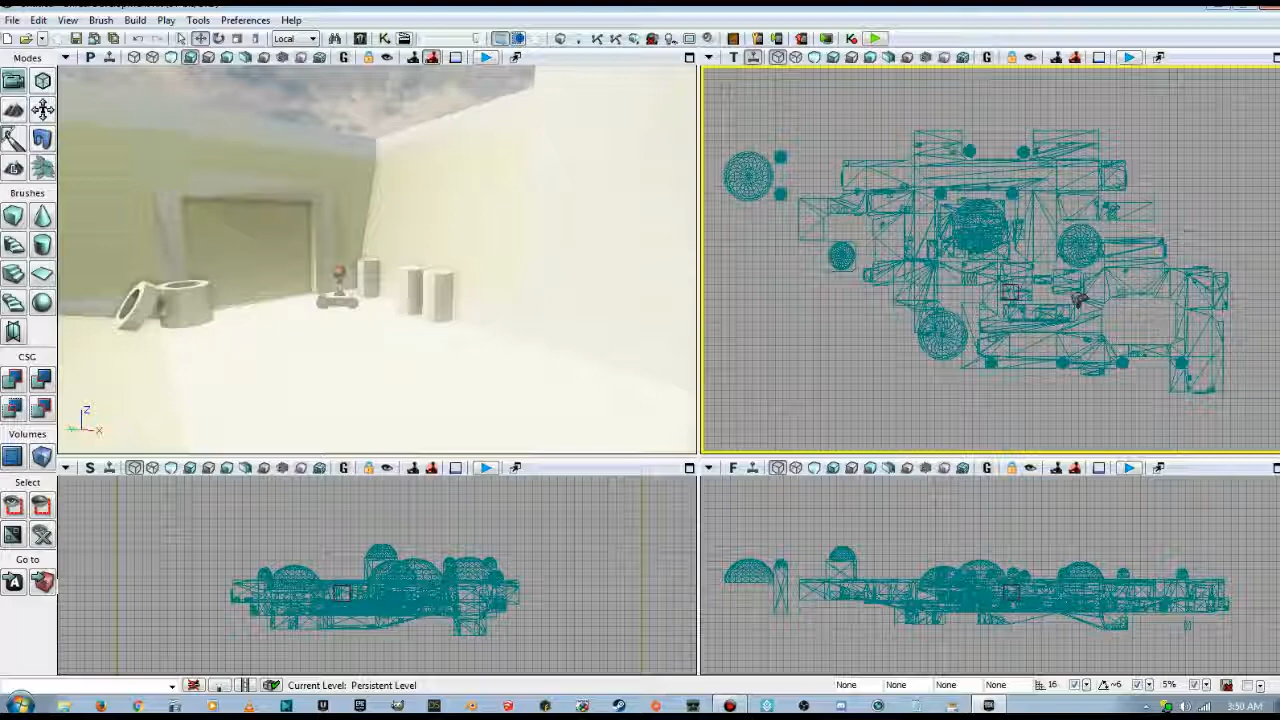 File Edit View Brush Build Play Tools Preferences Help
Local
Modes
P G
T G
Brushes
CSG
Volumes
Select
Go to
A
Z
X
S G
F G
Current Level: Persistent Level
None None None None 16 ~6 5%
3:50 AM